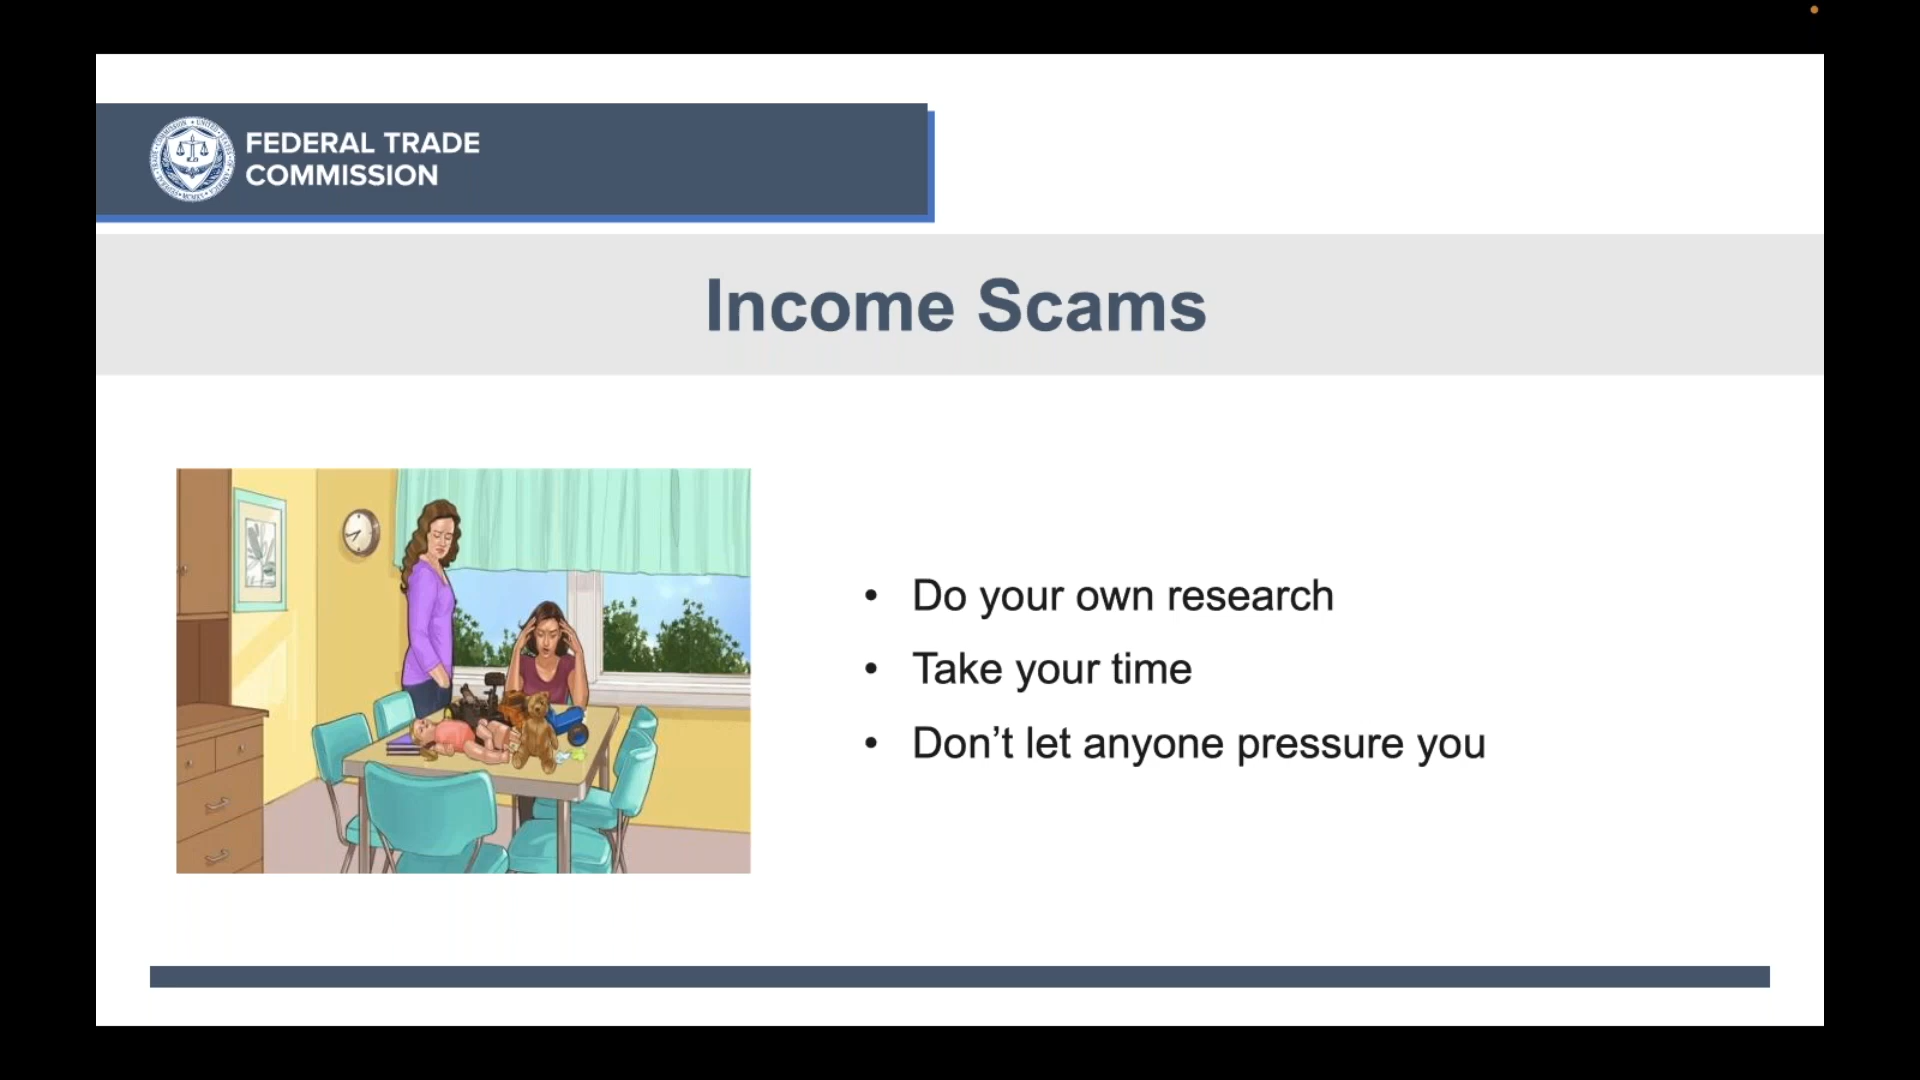 FEDERAL TRADE
COMMISSION
Income Scams
• Do your own research
• Take your time
• Don’t let anyone pressure you